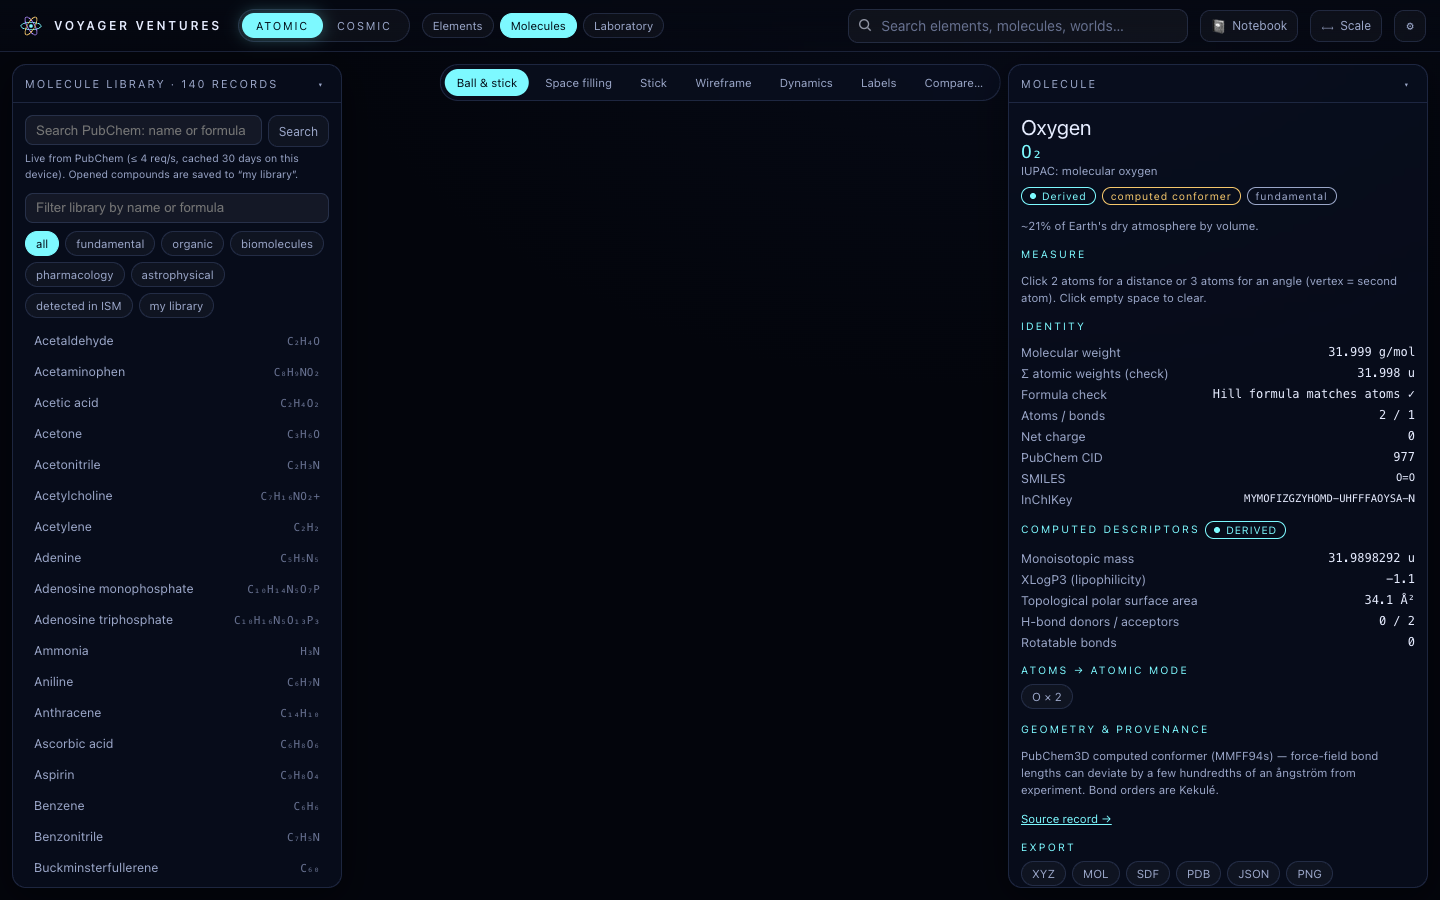 VOYAGER VENTURES
ATOMIC
COSMIC
Elements
Molecules
Laboratory
Search elements, molecules, worlds…
Notebook
Scale
MOLECULE LIBRARY · 140 RECORDS
Search PubChem: name or formula
Search
Live from PubChem (≤ 4 req/s, cached 30 days on this
device). Opened compounds are saved to “my library”.
Filter library by name or formula
all
fundamental
organic
biomolecules
pharmacology
astrophysical
detected in ISM
my library
Acetaldehyde C₂H₄O
Acetaminophen C₈H₉NO₂
Acetic acid C₂H₄O₂
Acetone C₃H₆O
Acetonitrile C₂H₃N
Acetylcholine C₇H₁₆NO₂+
Acetylene C₂H₂
Adenine C₅H₅N₅
Adenosine monophosphate C₁₀H₁₄N₅O₇P
Adenosine triphosphate C₁₀H₁₆N₅O₁₃P₃
Ammonia H₃N
Aniline C₆H₇N
Anthracene C₁₄H₁₀
Ascorbic acid C₆H₈O₆
Aspirin C₉H₈O₄
Benzene C₆H₆
Benzonitrile C₇H₅N
Buckminsterfullerene C₆₀
Ball & stick
Space filling
Stick
Wireframe
Dynamics
Labels
Compare…
MOLECULE
Oxygen
O₂
IUPAC: molecular oxygen
Derived
computed conformer
fundamental
~21% of Earth's dry atmosphere by volume.
MEASURE
Click 2 atoms for a distance or 3 atoms for an angle (vertex = second
atom). Click empty space to clear.
IDENTITY
Molecular weight 31.999 g/mol
Σ atomic weights (check) 31.998 u
Formula check Hill formula matches atoms ✓
Atoms / bonds 2 / 1
Net charge 0
PubChem CID 977
SMILES O=O
InChIKey MYMOFIZGZYHOMD-UHFFFAOYSA-N
COMPUTED DESCRIPTORS DERIVED
Monoisotopic mass 31.9898292 u
XLogP3 (lipophilicity) −1.1
Topological polar surface area 34.1 Å²
H-bond donors / acceptors 0 / 2
Rotatable bonds 0
ATOMS → ATOMIC MODE
O × 2
GEOMETRY & PROVENANCE
PubChem3D computed conformer (MMFF94s) — force-field bond
lengths can deviate by a few hundredths of an ångström from
experiment. Bond orders are Kekulé.
Source record →
EXPORT
XYZ
MOL
SDF
PDB
JSON
PNG